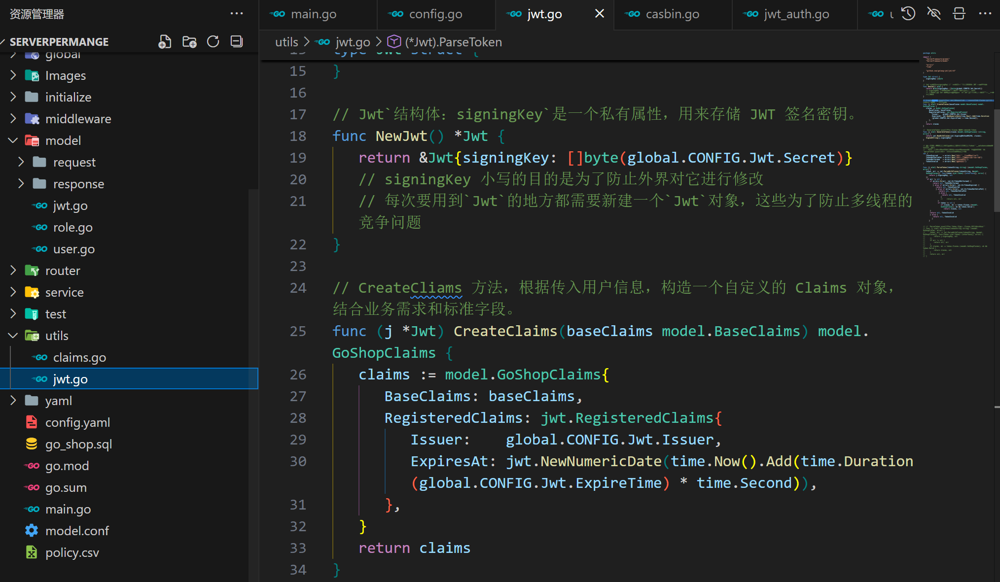 资源管理器
main.go
config.go
jwt.go
casbin.go
jwt_auth.go
SERVERPERMANGE
utils > jwt.go > (*Jwt).ParseToken
global
Images
initialize
middleware
model
request
response
jwt.go
role.go
user.go
router
service
test
utils
claims.go
jwt.go
yaml
config.yaml
go_shop.sql
go.mod
go.sum
main.go
model.conf
policy.csv
type Jwt struct {
15 }
16
17 // Jwt`结构体：signingKey`是一个私有属性，用来存储 JWT 签名密钥。
18 func NewJwt() *Jwt {
19 return &Jwt{signingKey: []byte(global.CONFIG.Jwt.Secret)}
20 // signingKey 小写的目的是为了防止外界对它进行修改
21 // 每次要用到`Jwt`的地方都需要新建一个`Jwt`对象，这些为了防止多线程的
竞争问题
22 }
23
24 // CreateCliams 方法，根据传入用户信息，构造一个自定义的 Claims 对象，
结合业务需求和标准字段。
25 func (j *Jwt) CreateClaims(baseClaims model.BaseClaims) model.
GoShopClaims {
26 claims := model.GoShopClaims{
27 BaseClaims: baseClaims,
28 RegisteredClaims: jwt.RegisteredClaims{
29 Issuer: global.CONFIG.Jwt.Issuer,
30 ExpiresAt: jwt.NewNumericDate(time.Now().Add(time.Duration
(global.CONFIG.Jwt.ExpireTime) * time.Second)),
31 },
32 }
33 return claims
34 }